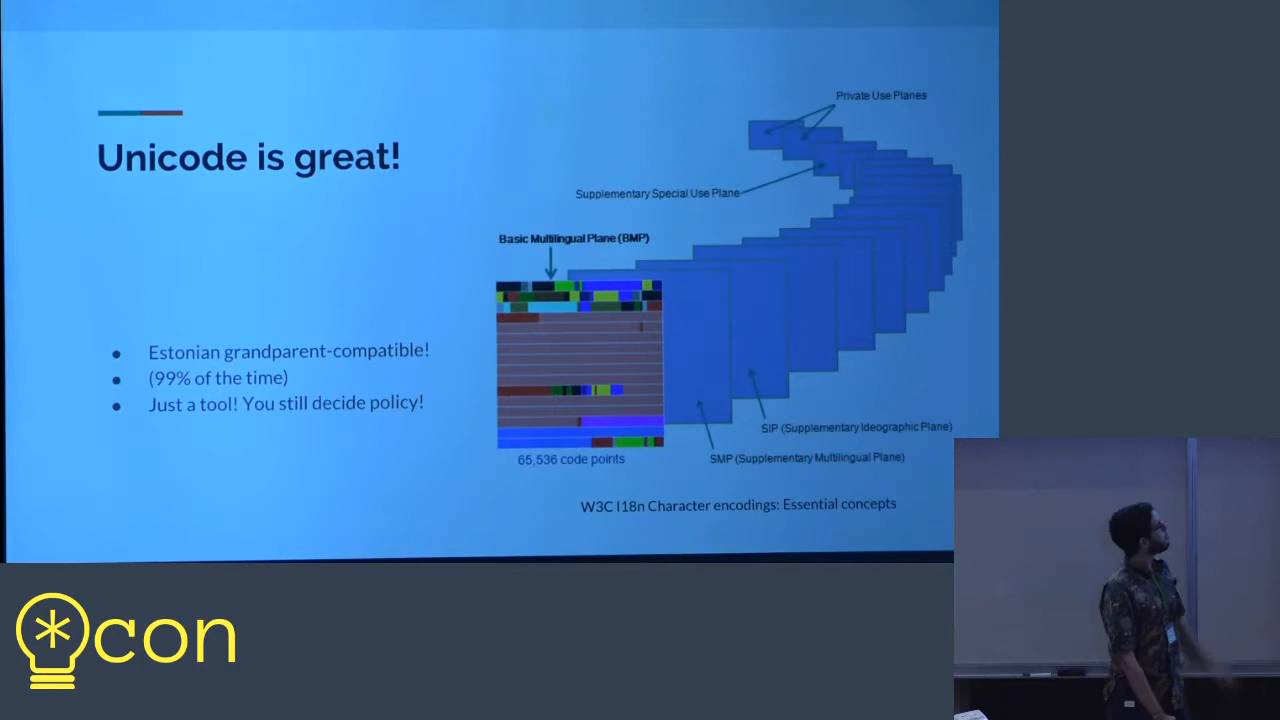 Unicode is great!
● Estonian grandparent-compatible!
● (99% of the time)
● Just a tool! You still decide policy!
Private Use Planes
Supplementary Special Use Plane
Basic Multilingual Plane (BMP)
SIP (Supplementary Ideographic Plane)
SMP (Supplementary Multilingual Plane)
65,536 code points
W3C I18n Character encodings: Essential concepts
*con